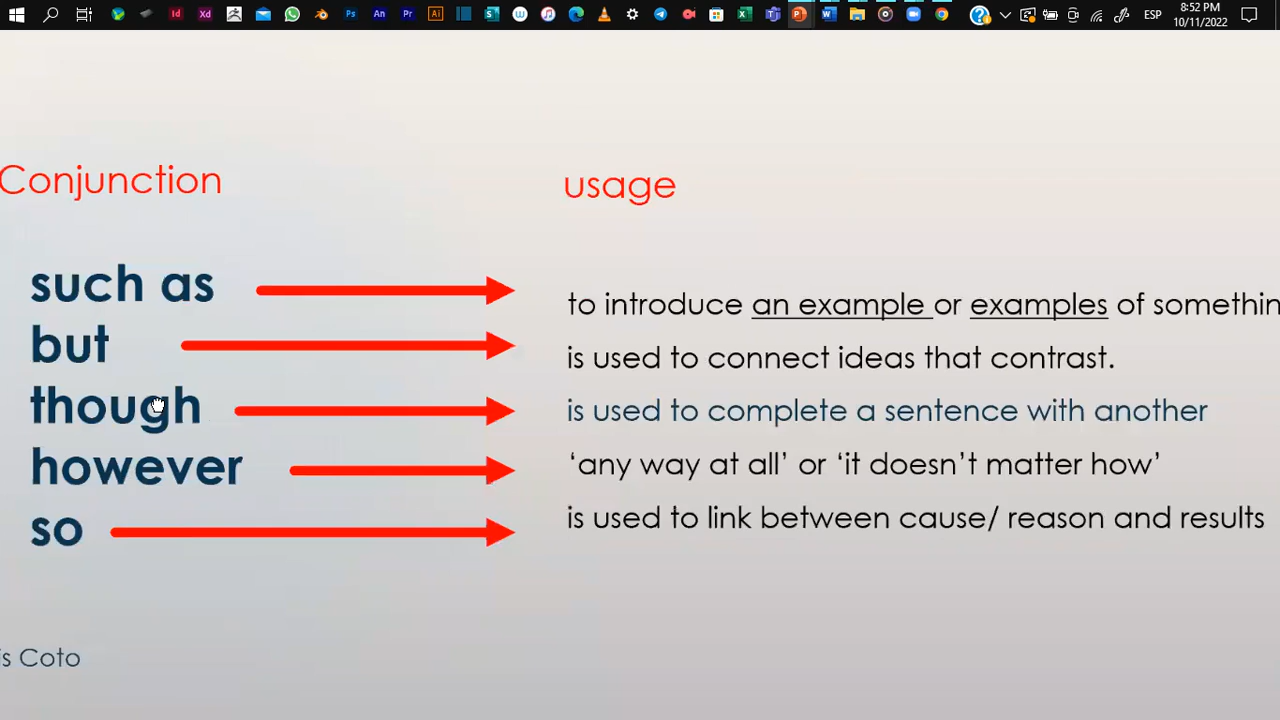 8:52 PM
ESP
10/11/2022
Conjunction
usage
such as
to introduce an example or examples of somethin
but
is used to connect ideas that contrast.
though
is used to complete a sentence with another
however
‘any way at all’ or ‘it doesn’t matter how’
so
is used to link between cause/ reason and results
is Coto